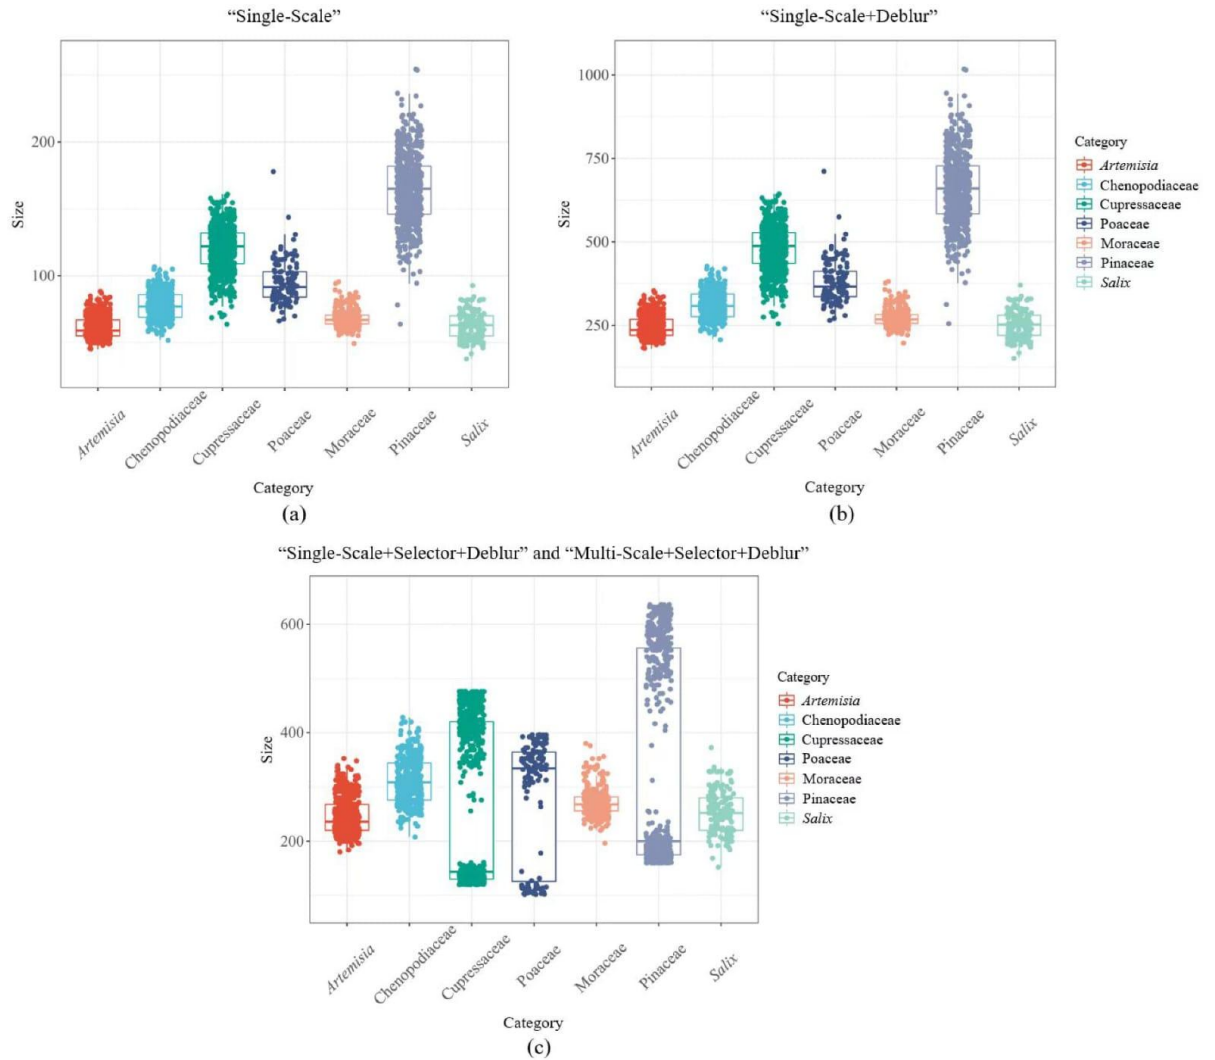 “Single-Scale”
200
100
Size
Artemisia
Chenopodiaceae
Cupressaceae
Poaceae
Moraceae
Pinaceae
Salix
Category
(a)
“Single-Scale+Deblur”
1000
750
500
250
Size
Artemisia
Chenopodiaceae
Cupressaceae
Poaceae
Moraceae
Pinaceae
Salix
Category
(b)
Category
Artemisia
Chenopodiaceae
Cupressaceae
Poaceae
Moraceae
Pinaceae
Salix
“Single-Scale+Selector+Deblur” and “Multi-Scale+Selector+Deblur”
600
400
200
Size
Artemisia
Chenopodiaceae
Cupressaceae
Poaceae
Moraceae
Pinaceae
Salix
Category
(c)
Category
Artemisia
Chenopodiaceae
Cupressaceae
Poaceae
Moraceae
Pinaceae
Salix